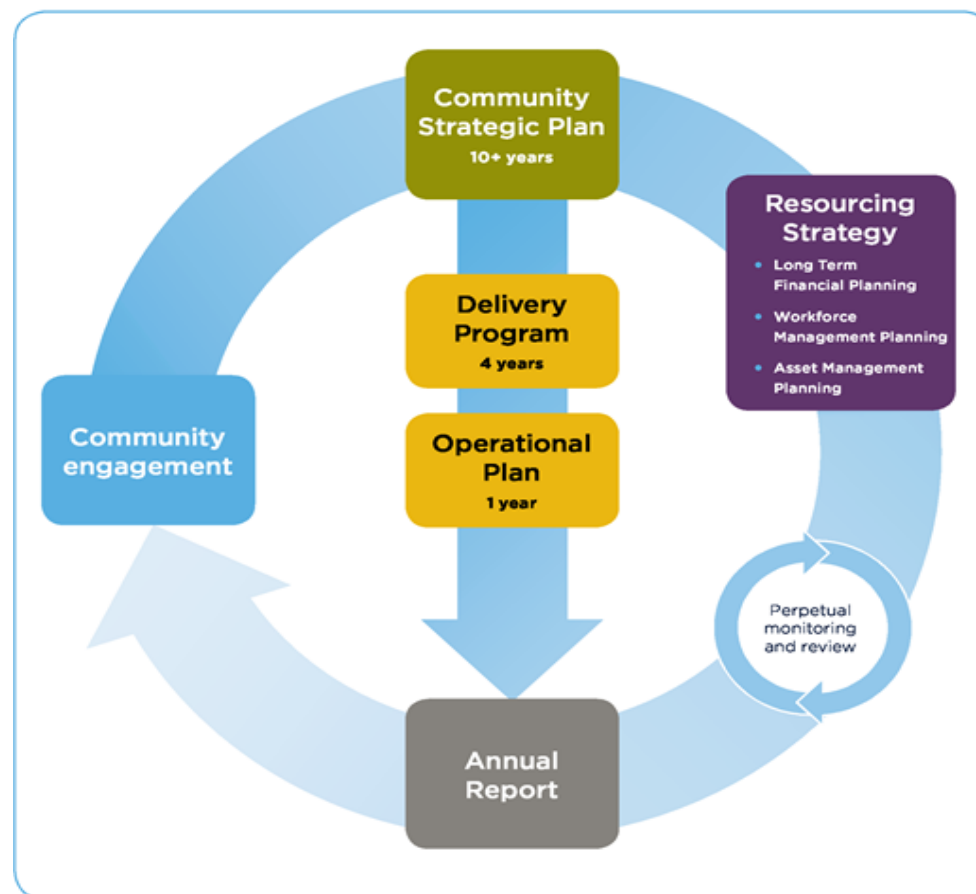 Community
Strategic Plan
10+ years
Resourcing
Strategy
• Long Term
Financial Planning
• Workforce
Management Planning
• Asset Management
Planning
Delivery
Program
4 years
Community
engagement
Operational
Plan
1 year
Perpetual
monitoring
and review
Annual
Report